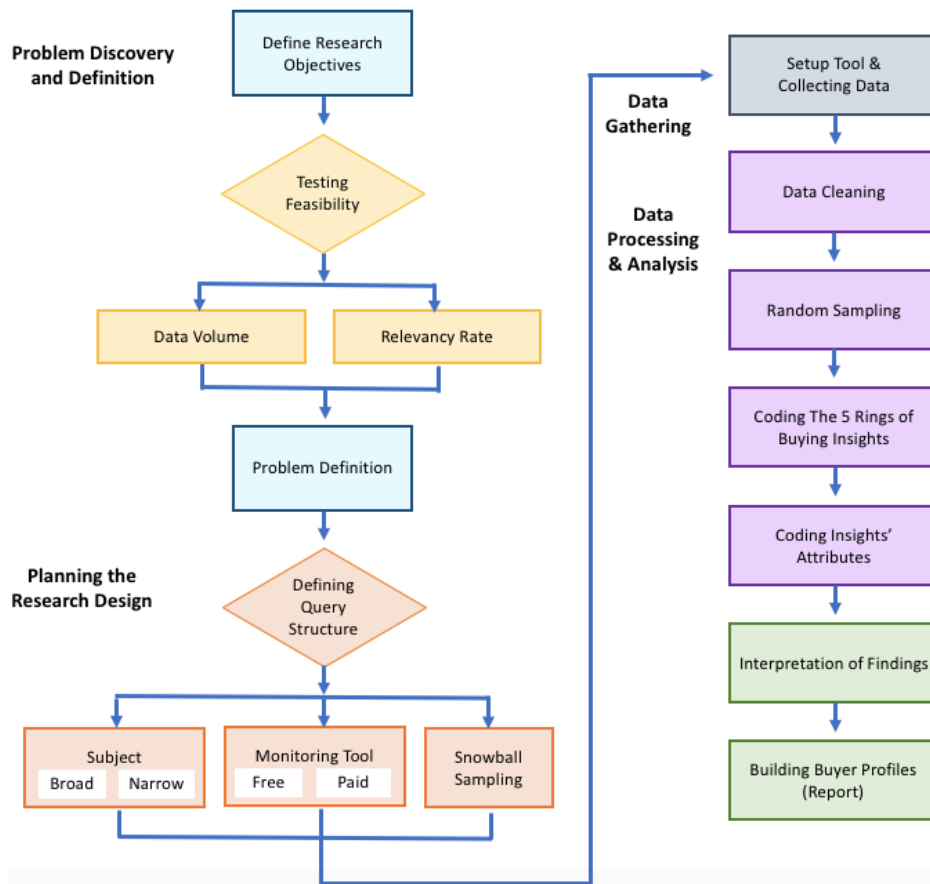 Problem Discovery
and Definition
Define Research
Objectives
Testing
Feasibility
Data Volume
Relevancy Rate
Problem Definition
Planning the
Research Design
Defining
Query
Structure
Subject
Broad
Narrow
Monitoring Tool
Free
Paid
Snowball
Sampling
Data
Gathering
Setup Tool &
Collecting Data
Data
Processing
& Analysis
Data Cleaning
Random Sampling
Coding The 5 Rings of
Buying Insights
Coding Insights’
Attributes
Interpretation of Findings
Building Buyer Profiles
(Report)